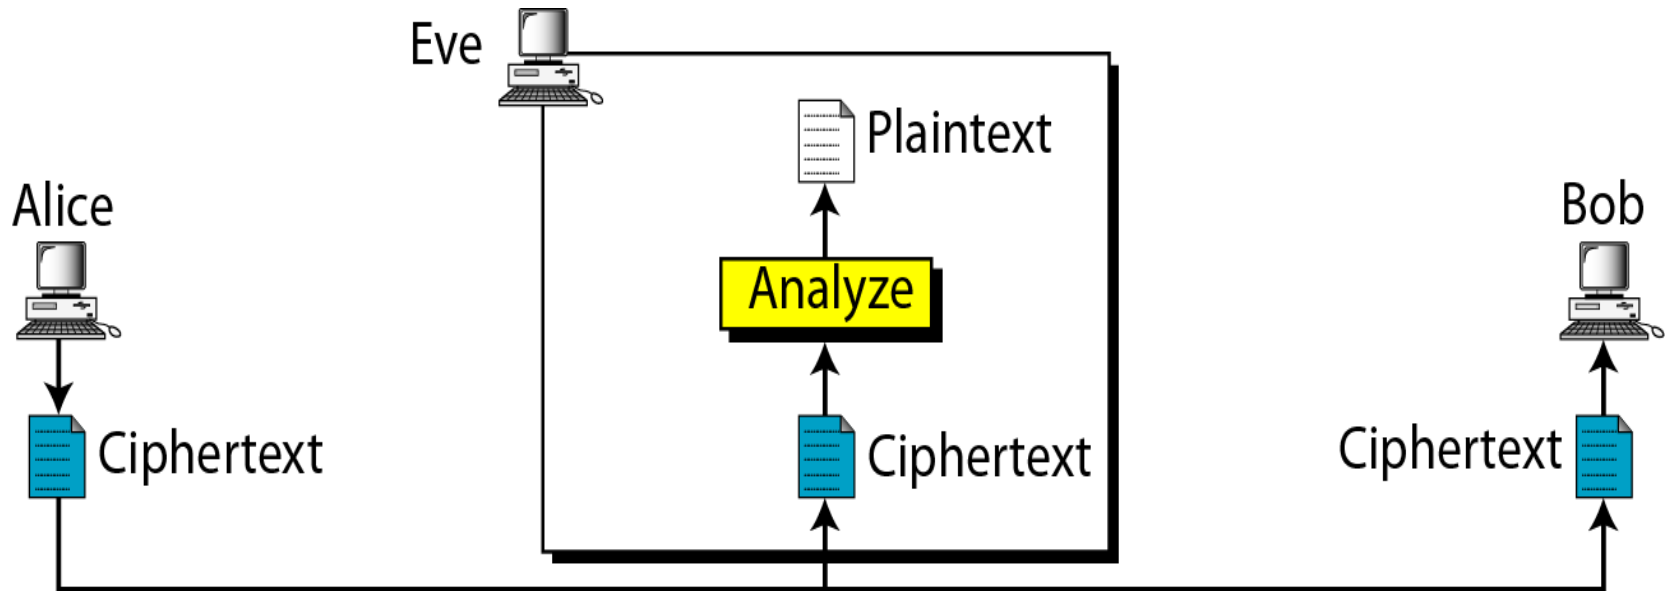 Eve
Plaintext
Alice
Bob
Analyze
Ciphertext
Ciphertext
Ciphertext